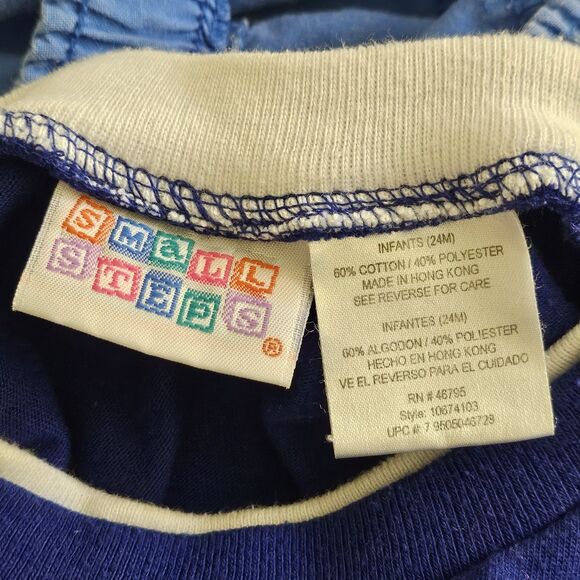 SMaLL
STEPS®
INFANTS (24M)
60% COTTON / 40% POLYESTER
MADE IN HONG KONG
SEE REVERSE FOR CARE
INFANTES (24M)
60% ALGODON / 40% POLIESTER
HECHO EN HONG KONG
VE EL REVERSO PARA EL CUIDADO
RN # 46795
Style: 10674103
UPC #: 7 9505046728